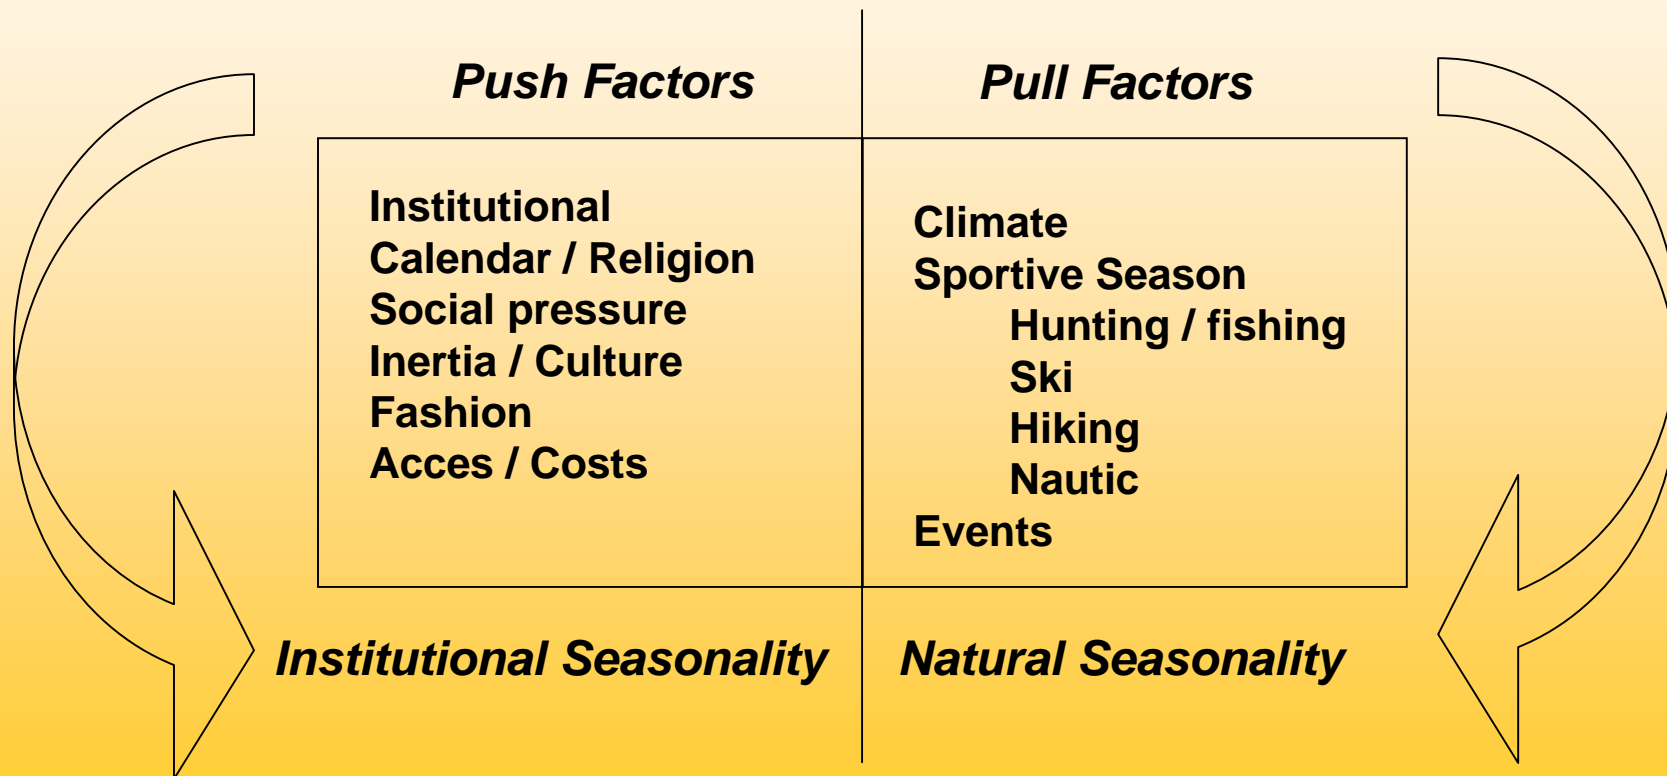 Push Factors
Pull Factors
Institutional
Calendar / Religion
Social pressure
Inertia / Culture
Fashion
Acces / Costs
Climate
Sportive Season
Hunting / fishing
Ski
Hiking
Nautic
Events
Institutional Seasonality
Natural Seasonality